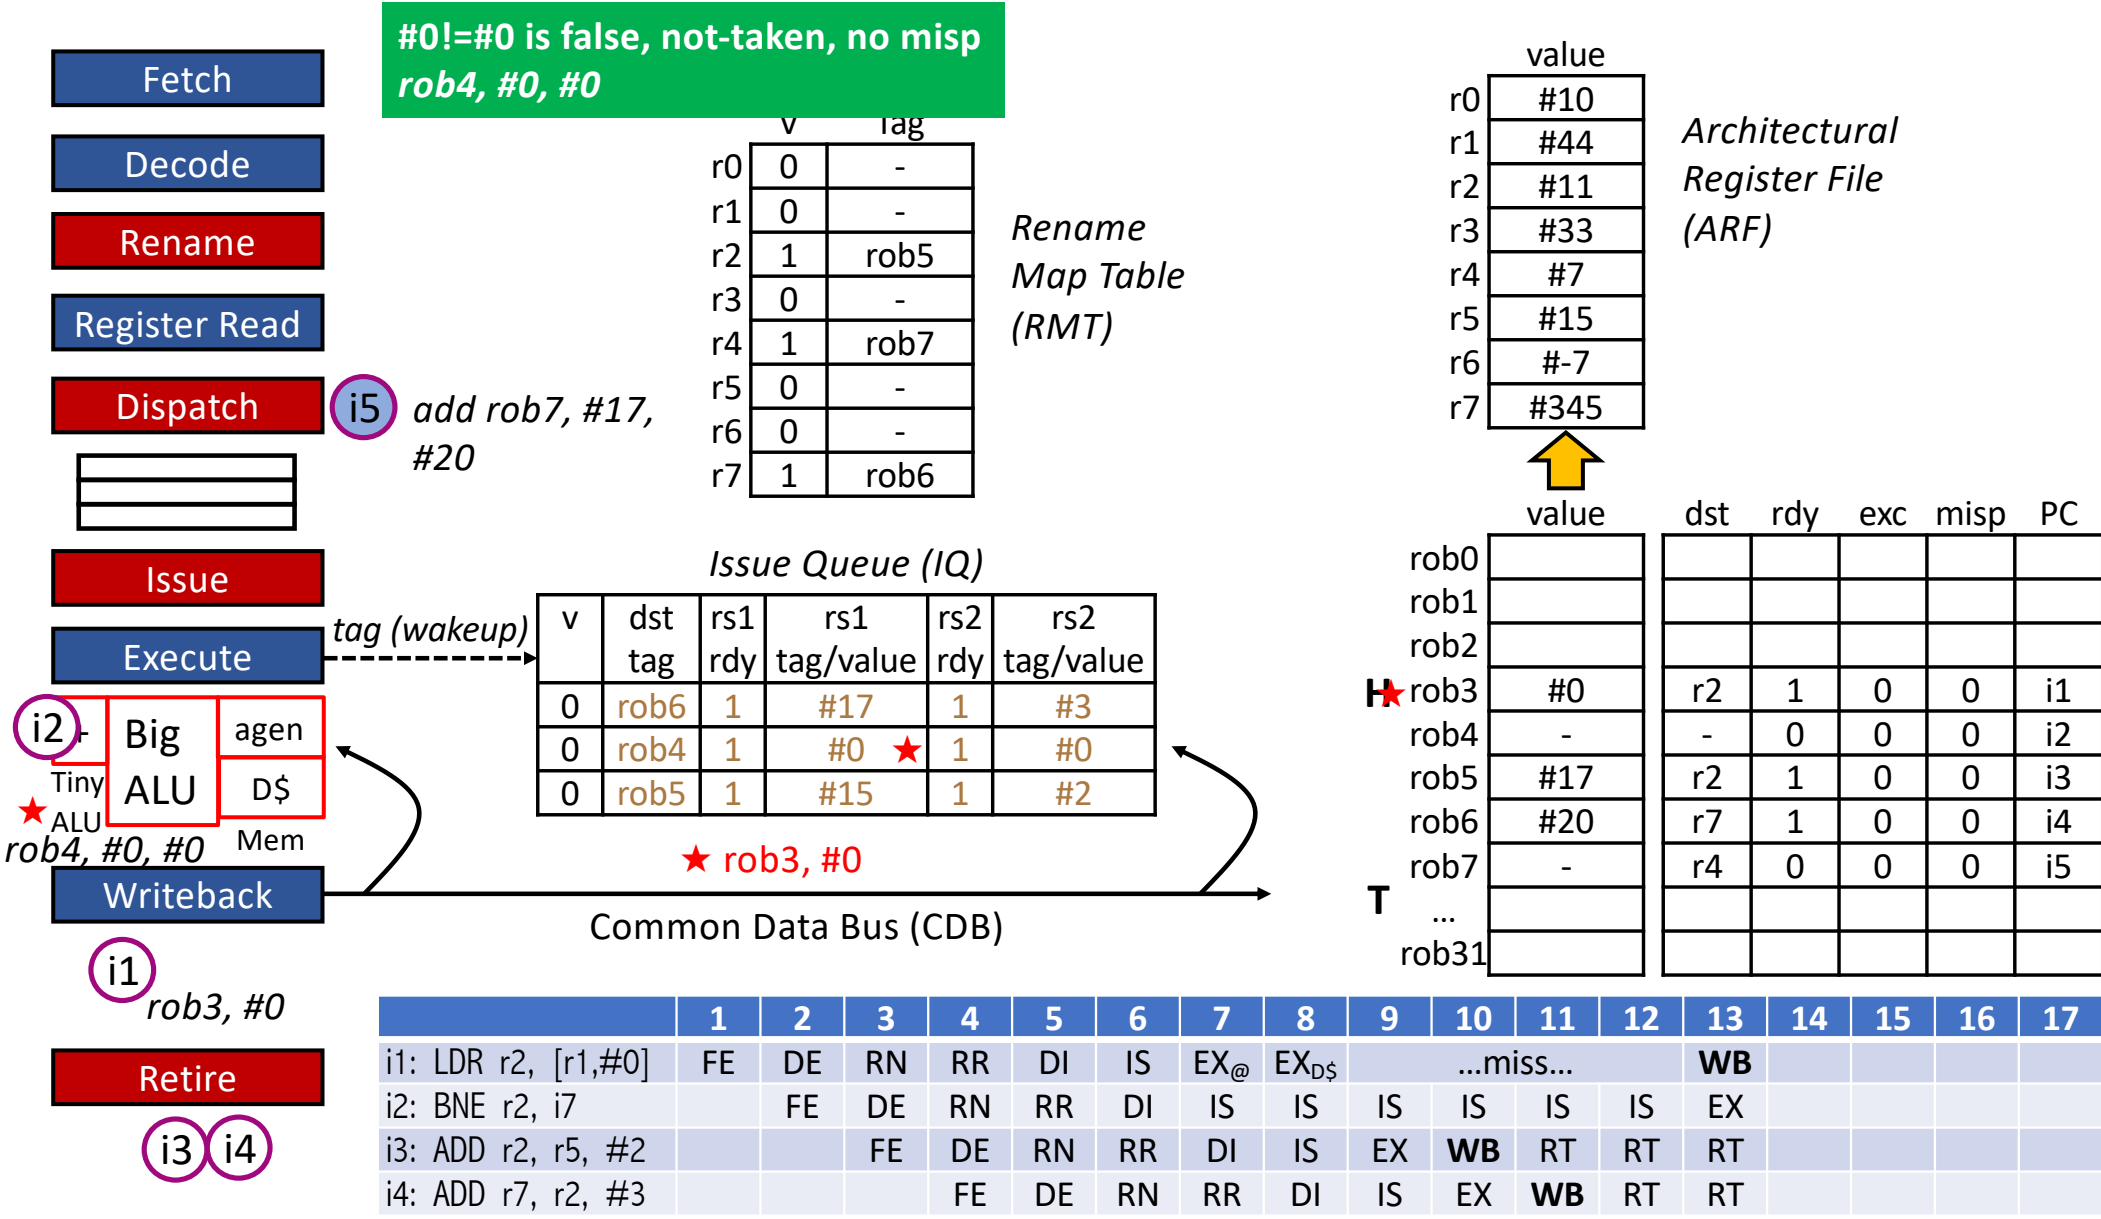 #0!=#0 is false, not-taken, no misp
rob4, #0, #0
Fetch
Decode
Rename
Register Read
Dispatch
i5
add rob7, #17,
#20
Issue
Execute
tag (wakeup)
i2
Big
ALU
agen
D$
Tiny
ALU
Mem
rob4, #0, #0
Writeback
i1
rob3, #0
Retire
i3 i4
v Tag
r0 0 -
r1 0 -
r2 1 rob5
r3 0 -
r4 1 rob7
r5 0 -
r6 0 -
r7 1 rob6
Rename
Map Table
(RMT)
Issue Queue (IQ)
v dst tag rs1 rdy rs1 tag/value rs2 rdy rs2 tag/value
0 rob6 1 #17 1 #3
0 rob4 1 #0 1 #0
0 rob5 1 #15 1 #2
rob3, #0
Common Data Bus (CDB)
value
r0 #10
r1 #44
r2 #11
r3 #33
r4 #7
r5 #15
r6 #-7
r7 #345
Architectural
Register File
(ARF)
value dst rdy exc misp PC
rob0
rob1
rob2
H rob3 #0 r2 1 0 0 i1
rob4 - - 0 0 0 i2
rob5 #17 r2 1 0 0 i3
rob6 #20 r7 1 0 0 i4
rob7 - r4 0 0 0 i5
T ...
rob31
1 2 3 4 5 6 7 8 9 10 11 12 13 14 15 16 17
i1: LDR r2, [r1,#0] FE DE RN RR DI IS EX@ EXD$ ...miss... WB
i2: BNE r2, i7 FE DE RN RR DI IS IS IS IS IS IS EX
i3: ADD r2, r5, #2 FE DE RN RR DI IS EX WB RT RT RT
i4: ADD r7, r2, #3 FE DE RN RR DI IS EX WB RT RT